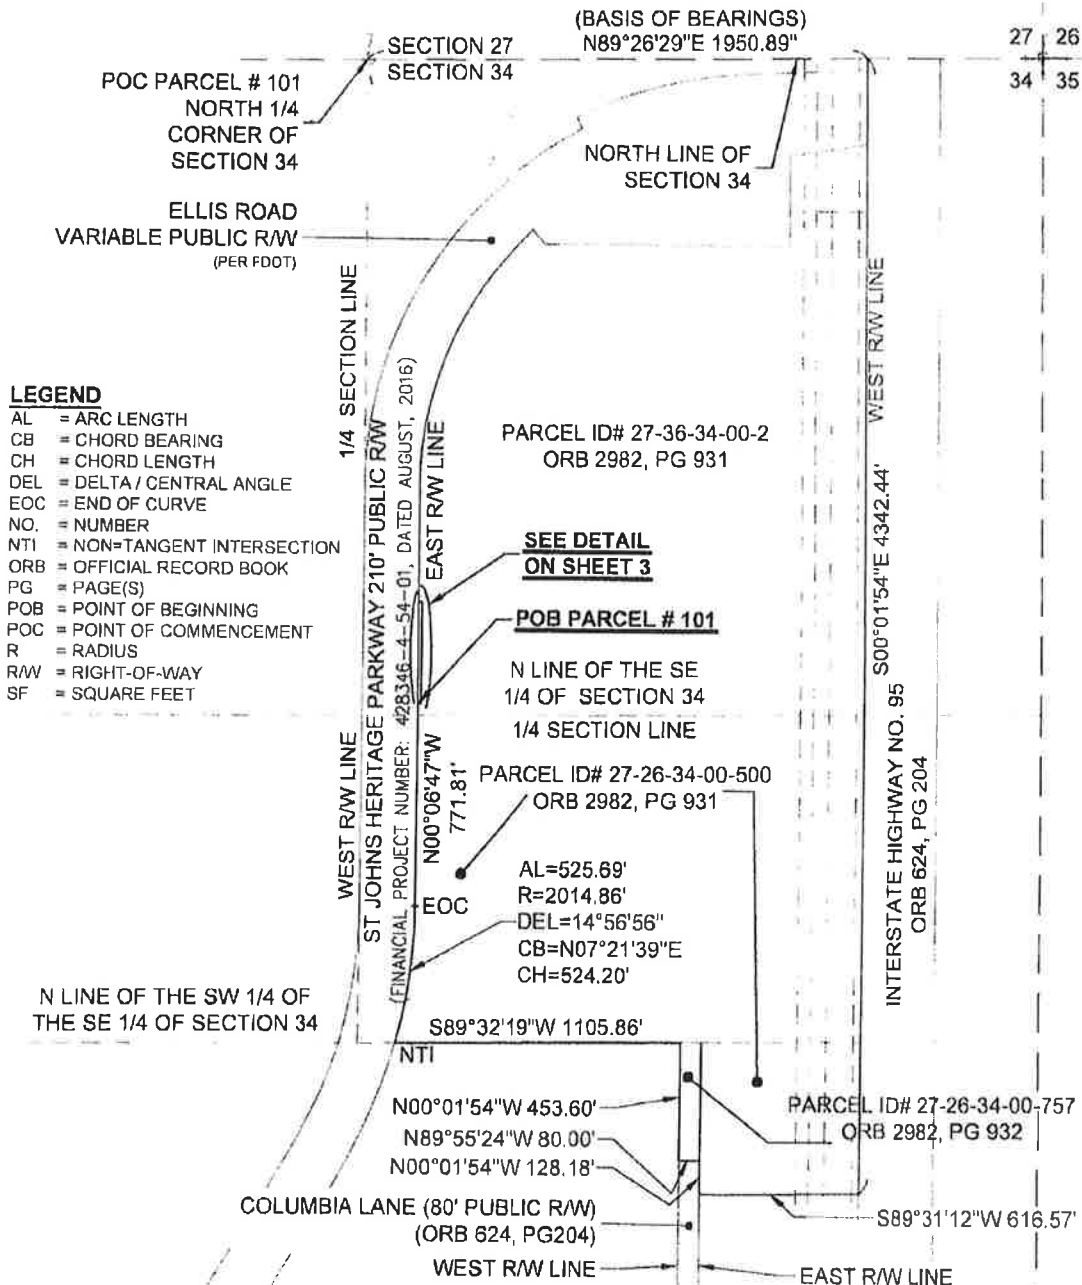 (BASIS OF BEARINGS)
N89°26'29"E 1950.89"
SECTION 27
SECTION 34
27 26
34 35
POC PARCEL # 101
NORTH 1/4
CORNER OF
SECTION 34
NORTH LINE OF
SECTION 34
ELLIS ROAD
VARIABLE PUBLIC R/W
(PER FDOT)
1/4 SECTION LINE
WEST R/W LINE
LEGEND
AL = ARC LENGTH
CB = CHORD BEARING
CH = CHORD LENGTH
DEL = DELTA / CENTRAL ANGLE
EOC = END OF CURVE
NO. = NUMBER
NTI = NON=TANGENT INTERSECTION
ORB = OFFICIAL RECORD BOOK
PG = PAGE(S)
POB = POINT OF BEGINNING
POC = POINT OF COMMENCEMENT
R = RADIUS
R/W = RIGHT-OF-WAY
SF = SQUARE FEET
PARCEL ID# 27-36-34-00-2
ORB 2982, PG 931
EAST R/W LINE
SEE DETAIL
ON SHEET 3
POB PARCEL # 101
S00°01'54"E 4342.44'
N LINE OF THE SE
1/4 OF SECTION 34
1/4 SECTION LINE
WEST R/W LINE
ST JOHNS HERITAGE PARKWAY 210' PUBLIC R/W
(FINANCIAL PROJECT NUMBER: 428346-4-54-01, DATED AUGUST, 2016)
N00°06'47"W
771.81'
PARCEL ID# 27-26-34-00-500
ORB 2982, PG 931
INTERSTATE HIGHWAY NO. 95
ORB 624, PG 204
EOC
AL=525.69'
R=2014.86'
DEL=14°56'56"
CB=N07°21'39"E
CH=524.20'
N LINE OF THE SW 1/4 OF
THE SE 1/4 OF SECTION 34
S89°32'19"W 1105.86'
NTI
N00°01'54"W 453.60'
N89°55'24"W 80.00'
N00°01'54"W 128.18'
PARCEL ID# 27-26-34-00-757
ORB 2982, PG 932
COLUMBIA LANE (80' PUBLIC R/W)
(ORB 624, PG204)
S89°31'12"W 616.57'
WEST R/W LINE
EAST R/W LINE